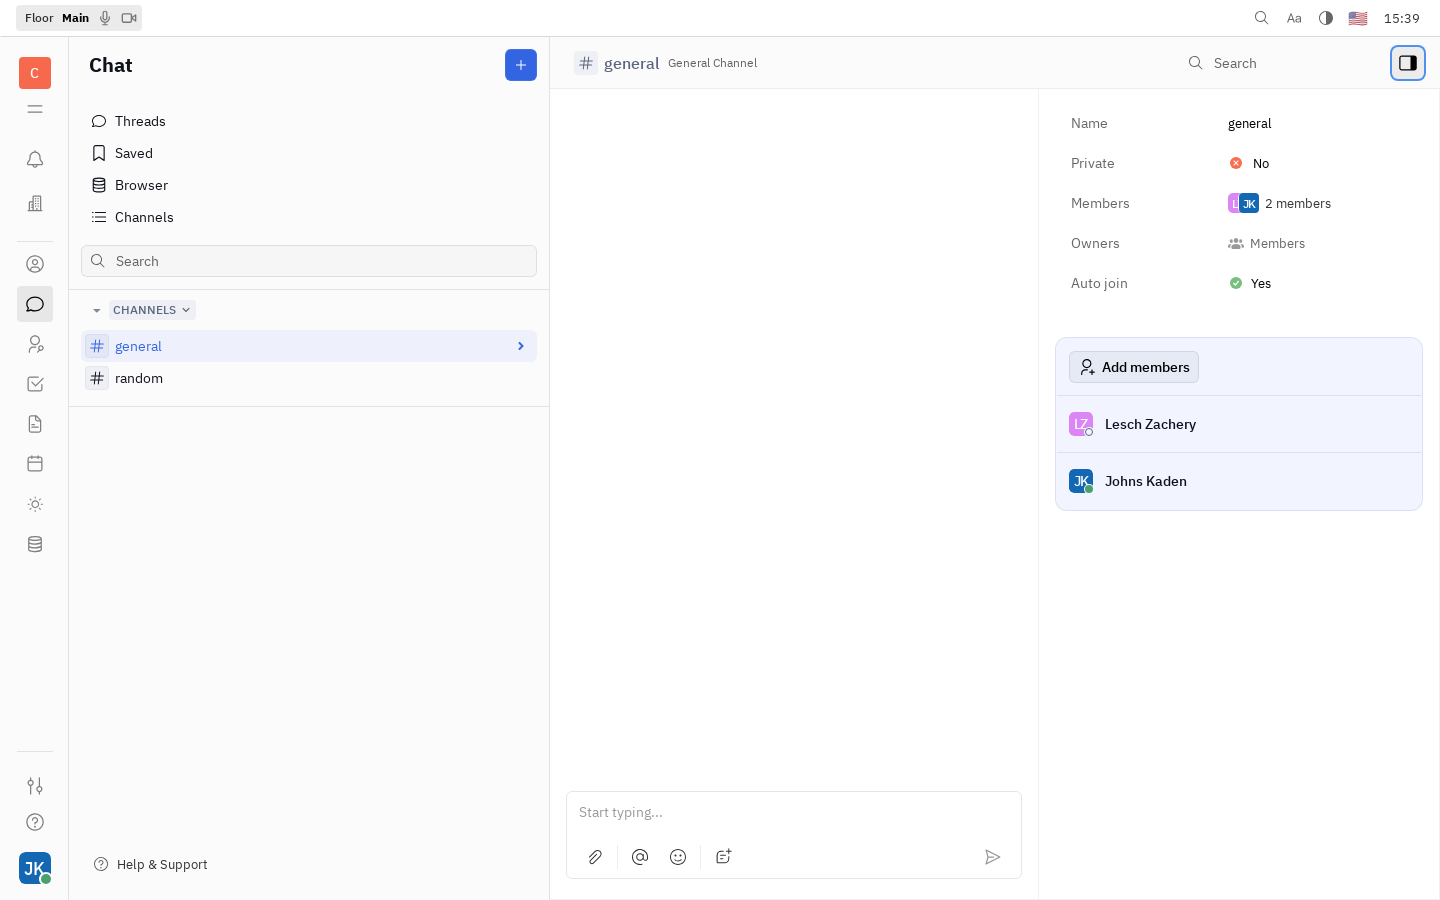 Floor Main
Aa
15:39
C
Chat
Threads
Saved
Browser
Channels
Search
CHANNELS
general
random
Help & Support
JK
general General Channel
Search
Name general
Private No
Members L JK 2 members
Owners Members
Auto join Yes
Add members
LZ Lesch Zachery
JK Johns Kaden
Start typing...